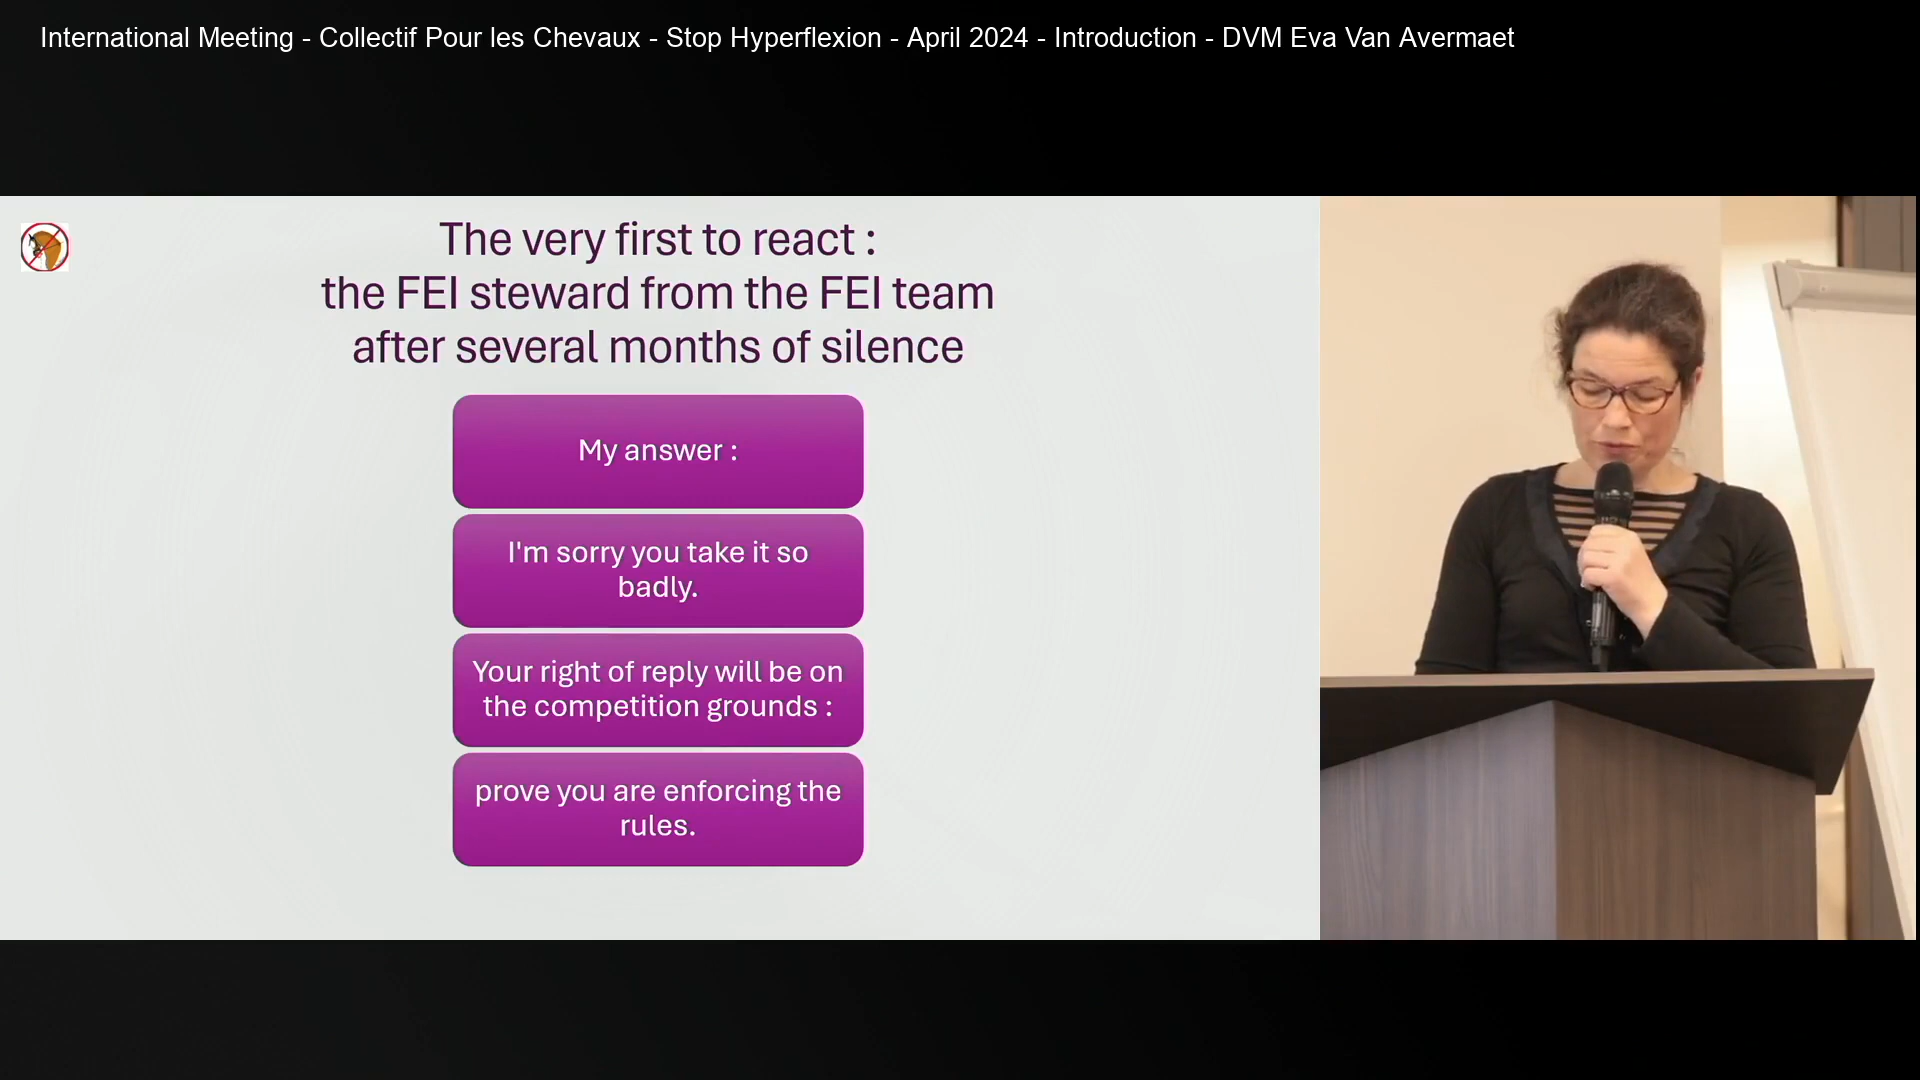 International Meeting - Collectif Pour les Chevaux - Stop Hyperflexion - April 2024 - Introduction - DVM Eva Van Avermaet
The very first to react :
the FEI steward from the FEI team
after several months of silence
My answer :
I'm sorry you take it so
badly.
Your right of reply will be on
the competition grounds :
prove you are enforcing the
rules.